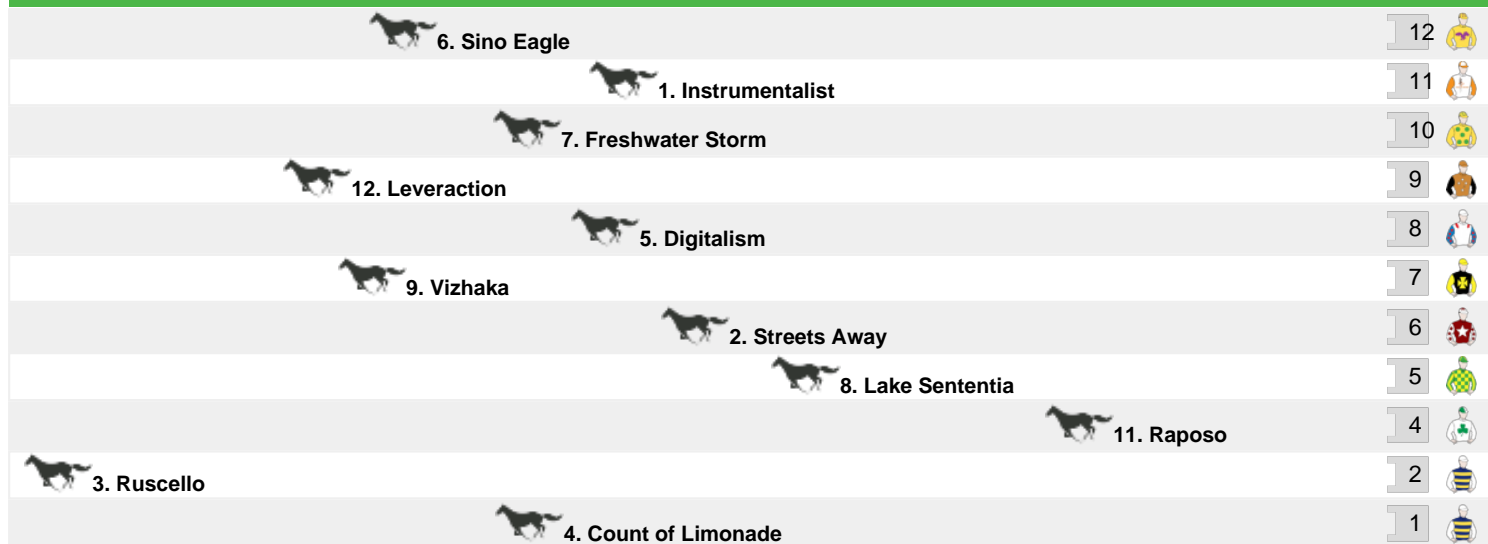 6. Sino Eagle 12
1. Instrumentalist 11
7. Freshwater Storm 10
12. Leveraction 9
5. Digitalism 8
9. Vizhaka 7
2. Streets Away 6
8. Lake Sententia 5
11. Raposo 4
3. Ruscello 2
4. Count of Limonade 1